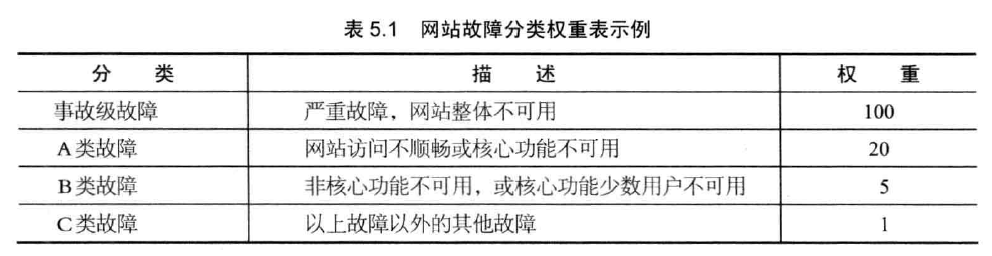 表 5.1 网站故障分类权重表示例
分 类 描 述 权 重
事故级故障 严重故障，网站整体不可用 100
A 类故障 网站访问不顺畅或核心功能不可用 20
B 类故障 非核心功能不可用，或核心功能少数用户不可用 5
C 类故障 以上故障以外的其他故障 1